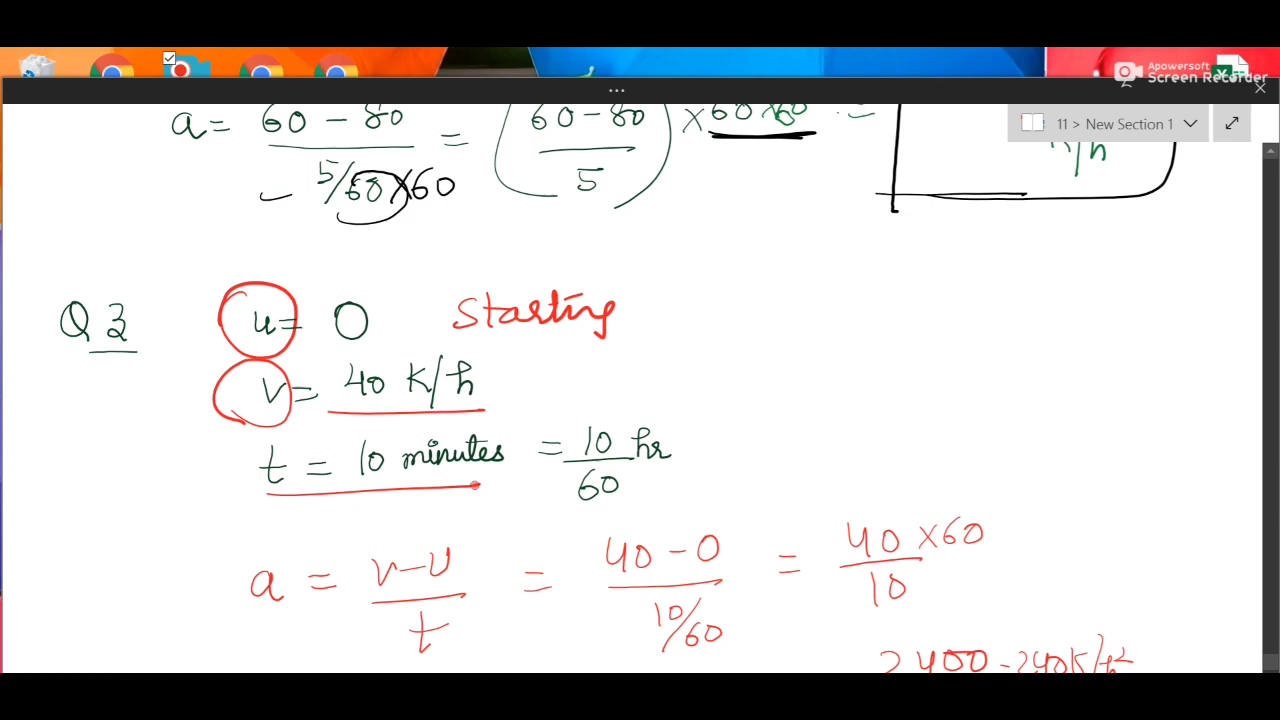 Apowersoft
Screen Recorder
11 > New Section 1
a = 60 - 80 = (60 - 80 × 60 × 60 =
5/60 × 60 5)
K/h
Q 3 u = 0 Starting
v = 40 K/h
t = 10 minutes = 10/60 hr
a = v-u/t = 40-0/10/60 = 40×60/10
2400 - 240K/h²